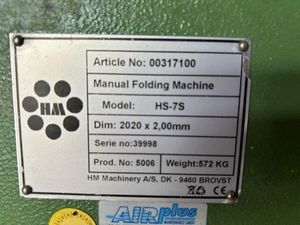 HM
Article No: 00317100
Manual Folding Machine
Model: HS-7S
Dim: 2020 x 2,00mm
Serie no: 39998
Prod. No: 5006
Weight: 572 KG
HM Machinery A/S, DK - 9460 BROVST
AIRplus